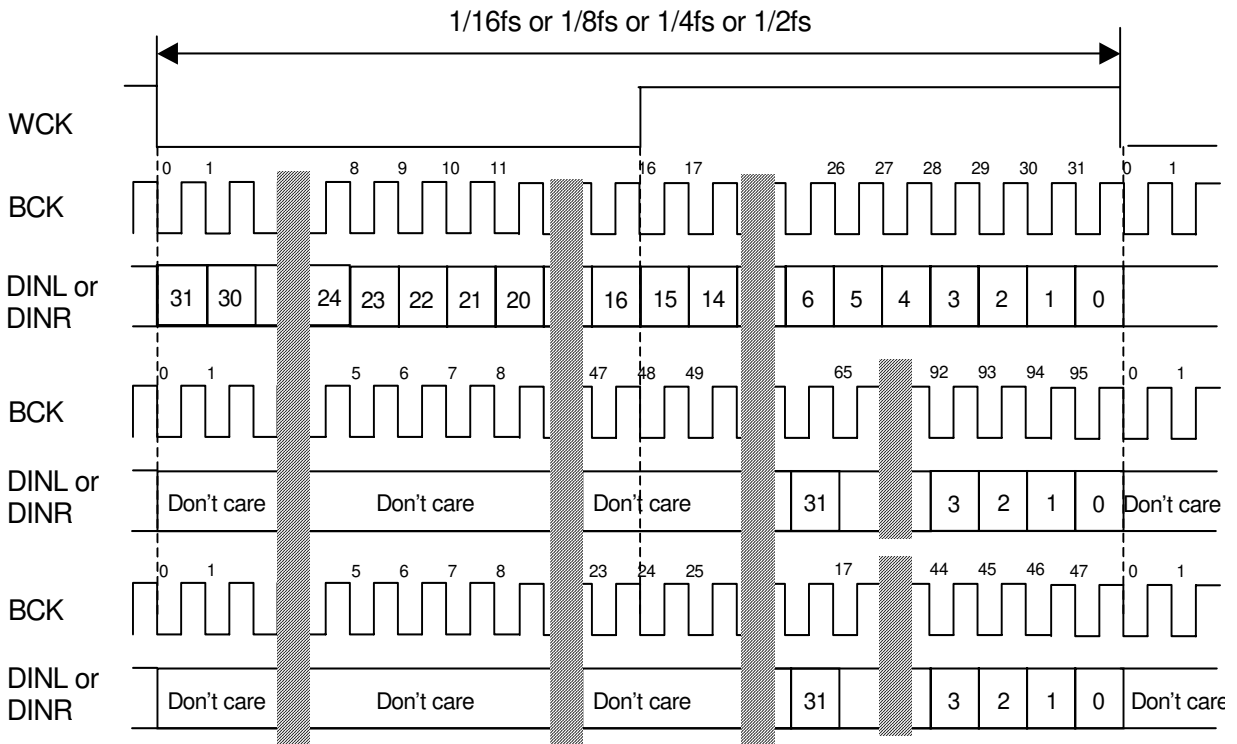 1/16fs or 1/8fs or 1/4fs or 1/2fs
WCK
0 1 8 9 10 11 16 17 26 27 28 29 30 31 0 1
BCK
DINL or
DINR
31 30 24 23 22 21 20 16 15 14 6 5 4 3 2 1 0
0 1 5 6 7 8 47 48 49 65 92 93 94 95 0 1
BCK
DINL or
DINR
Don't care Don't care Don't care 31 3 2 1 0 Don't care
0 1 5 6 7 8 23 24 25 17 44 45 46 47 0 1
BCK
DINL or
DINR
Don't care Don't care Don't care 31 3 2 1 0 Don't care